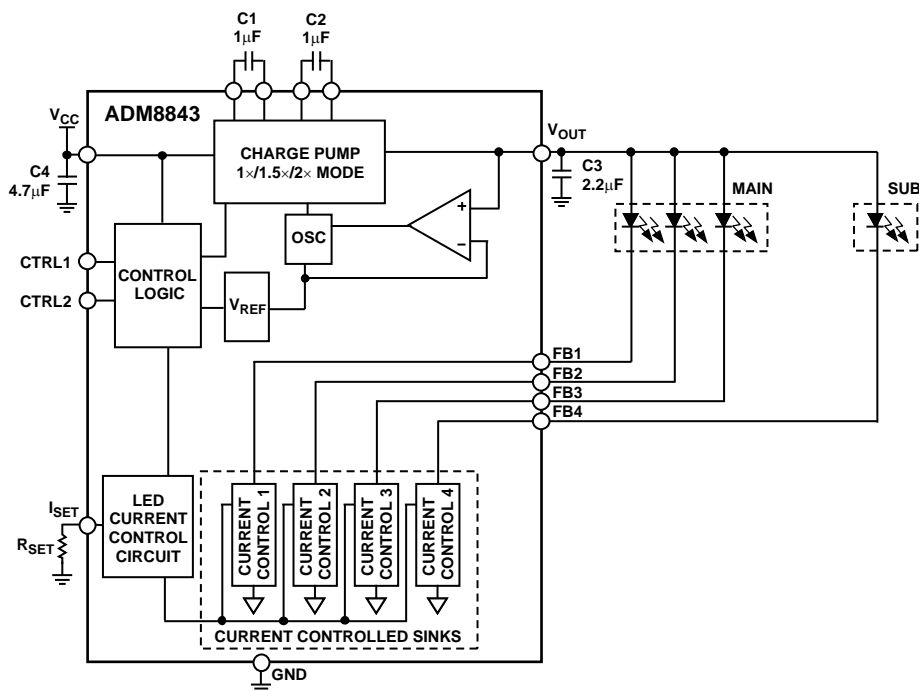 C1
1μF
C2
1μF
ADM8843
VCC
VOUT
CHARGE PUMP
1×/1.5×/2× MODE
C4
4.7μF
C3
2.2μF
MAIN
SUB
OSC
+
–
CTRL1
CONTROL
LOGIC
CTRL2
VREF
FB1
FB2
FB3
FB4
ISET
RSET
LED
CURRENT
CONTROL
CIRCUIT
CURRENT
CONTROL 1
CURRENT
CONTROL 2
CURRENT
CONTROL 3
CURRENT
CONTROL 4
CURRENT CONTROLLED SINKS
GND